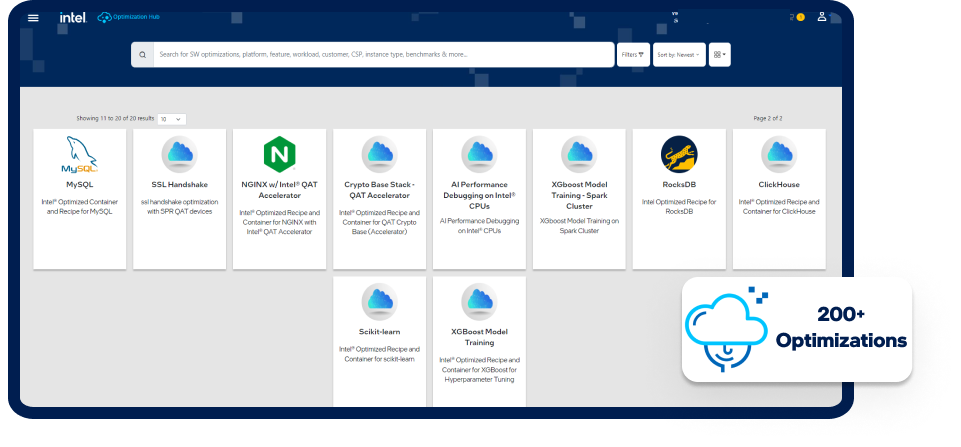 intel. Optimization Hub
Search for SW optimizations, platform, feature, workload, customer, CSP, instance type, benchmarks & more...
Filters
Sort by: Newest
Showing 11 to 20 of 20 results
10
Page 2 of 2
MySQL
MySQL
Intel® Optimized Container
and Recipe for MySQL
SSL Handshake
ssl handshake optimization
with SPR QAT devices
N
NGINX w/ Intel® QAT
Accelerator
Intel® Optimized Recipe and
Container for NGINX with
Intel® QAT Accelerator
Crypto Base Stack -
QAT Accelerator
Intel® Optimized Recipe and
Container for QAT Crypto
Base (Accelerator)
AI Performance
Debugging on Intel®
CPUs
AI Performance Debugging
on Intel® CPUs
XGboost Model
Training - Spark
Cluster
XGboost Model Training on
Spark Cluster
RocksDB
Intel Optimized Recipe for
RocksDB
ClickHouse
Intel® Optimized Recipe and
Container for ClickHouse
Scikit-learn
Intel® Optimized Recipe and
Container for scikit-learn
XGBoost Model
Training
Intel® Optimized Recipe and
Container for XGBoost for
Hyperparameter Tuning
200+
Optimizations